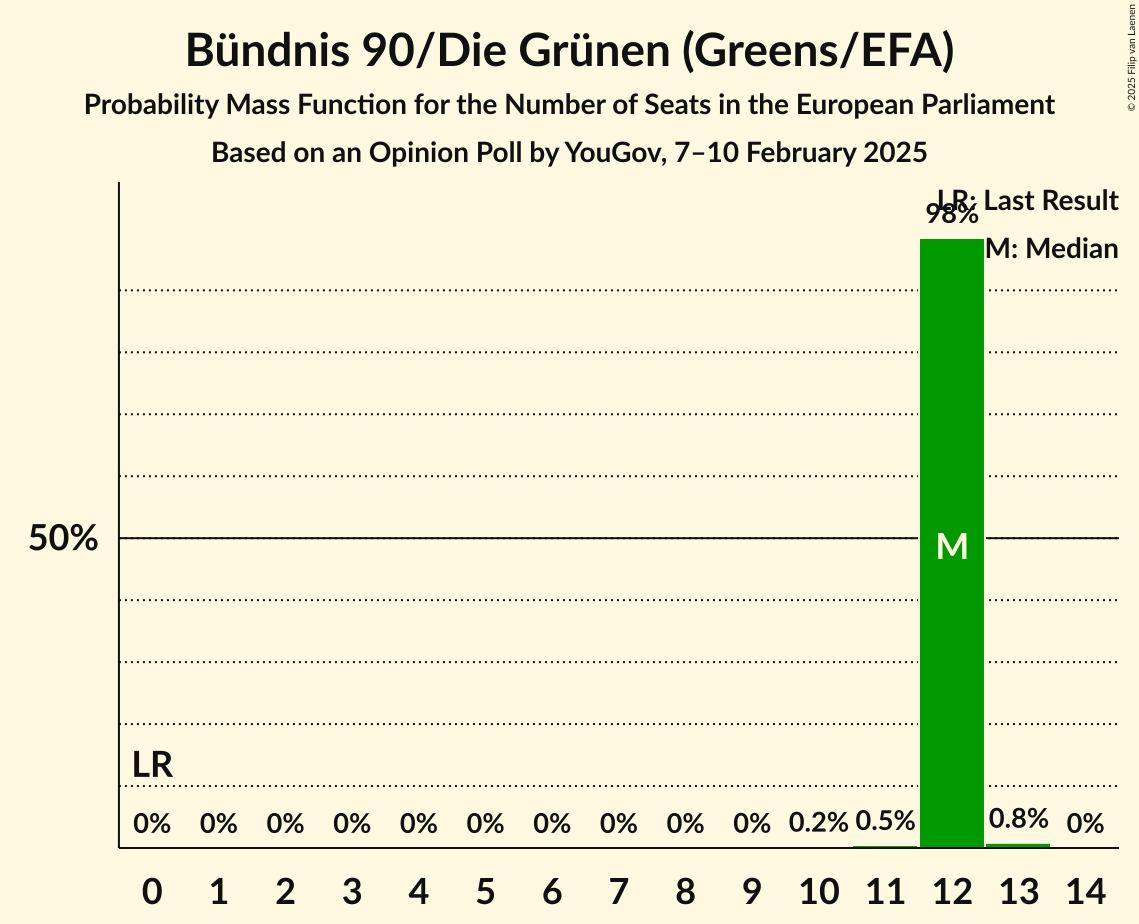 Bündnis 90/Die Grünen (Greens/EFA)
Probability Mass Function for the Number of Seats in the European Parliament
Based on an Opinion Poll by YouGov, 7–10 February 2025
© 2025 Filip van Laenen
LR: Last Result
98%
M: Median
50%
M
LR
0% 0% 0% 0% 0% 0% 0% 0% 0% 0% 0.2% 0.5% 0.8% 0%
0 1 2 3 4 5 6 7 8 9 10 11 12 13 14